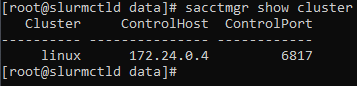 [root@slurmctld data]# sacctmgr show cluster
Cluster ControlHost ControlPort
---------- --------------- ------------
linux 172.24.0.4 6817
[root@slurmctld data]#